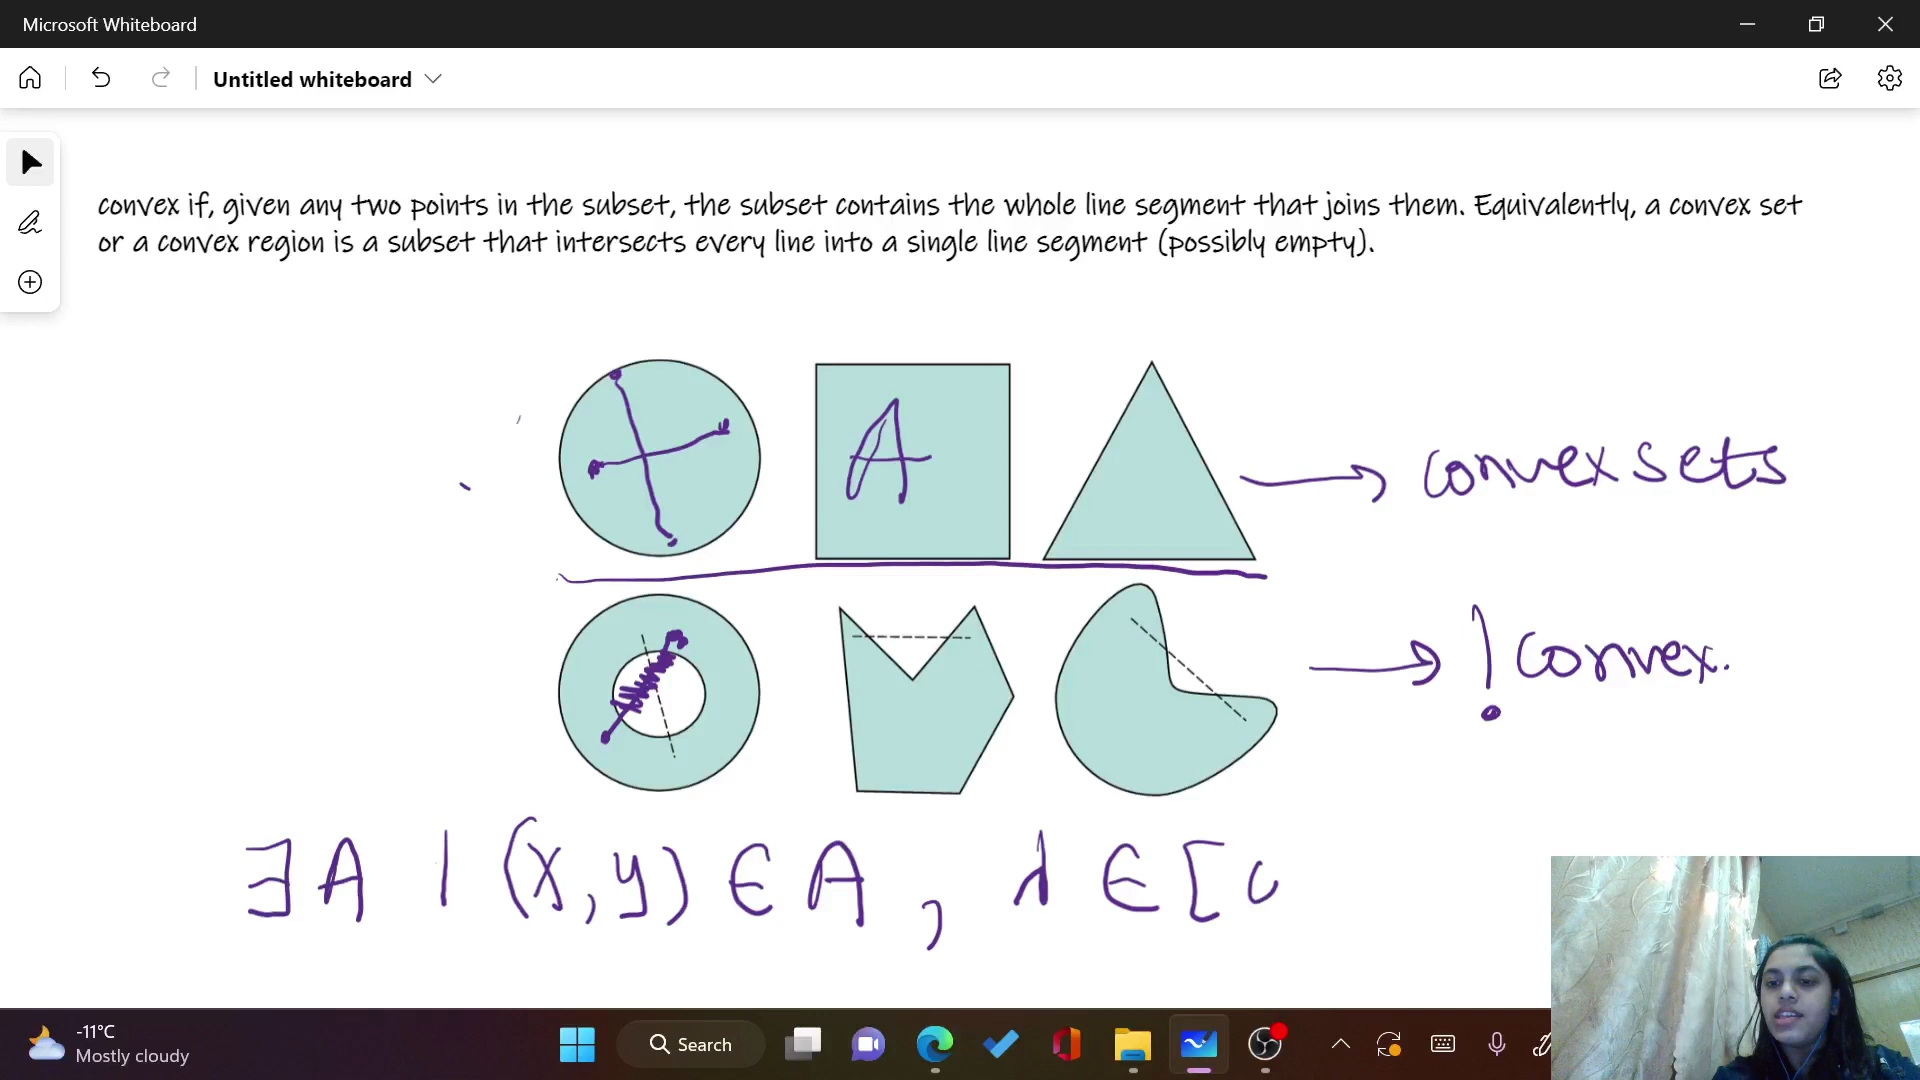 Microsoft Whiteboard
Untitled whiteboard
convex if, given any two points in the subset, the subset contains the whole line segment that joins them. Equivalently, a convex set
or a convex region is a subset that intersects every line into a single line segment (possibly empty).
A
convex sets
! convex.
∃ A | (x, y) ∈ A , λ ∈ [0
-11°C
Mostly cloudy
Search